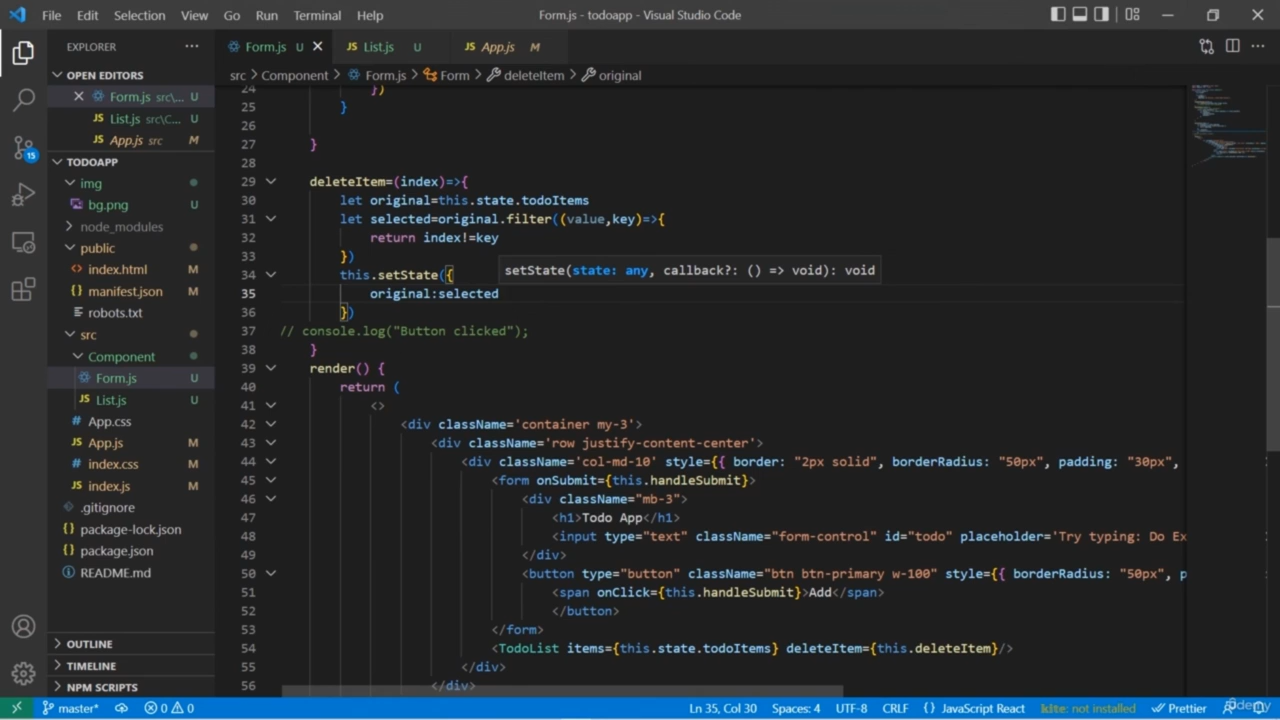 File Edit Selection View Go Run Terminal Help Form.js - todoapp - Visual Studio Code
EXPLORER
OPEN EDITORS
Form.js src\... U
List.js src\C... U
App.js src M
TODOAPP
img
bg.png U
node_modules
public
index.html M
manifest.json M
robots.txt
src
Component
Form.js U
List.js U
App.css
App.js M
index.css M
index.js M
.gitignore
package-lock.json
package.json
README.md
OUTLINE
TIMELINE
NPM SCRIPTS
15
Form.js U List.js U App.js M
src > Component > Form.js > Form > deleteItem > original
24 })
25 }
26
27 }
28
29 deleteItem=(index)=>{
30 let original=this.state.todoItems
31 let selected=original.filter((value,key)=>{
32 return index!=key
33 })
34 this.setState({
setState(state: any, callback?: () => void): void
35 original:selected
36 })
37 // console.log("Button clicked");
38 }
39 render() {
40 return (
41 <>
42 <div className='container my-3'>
43 <div className='row justify-content-center'>
44 <div className='col-md-10' style={{ border: "2px solid", borderRadius: "50px", padding: "30px",
45 <form onSubmit={this.handleSubmit}>
46 <div className="mb-3">
47 <h1>Todo App</h1>
48 <input type="text" className="form-control" id="todo" placeholder='Try typing: Do Ex
49 </div>
50 <button type="button" className="btn btn-primary w-100" style={{ borderRadius: "50px", p
51 <span onClick={this.handleSubmit}>Add</span>
52 </button>
53 </form>
54 <TodoList items={this.state.todoItems} deleteItem={this.deleteItem}/>
55 </div>
56 </div>
master* 0 0 Ln 35, Col 30 Spaces: 4 UTF-8 CRLF {} JavaScript React kite: not installed Prettier
Udemy